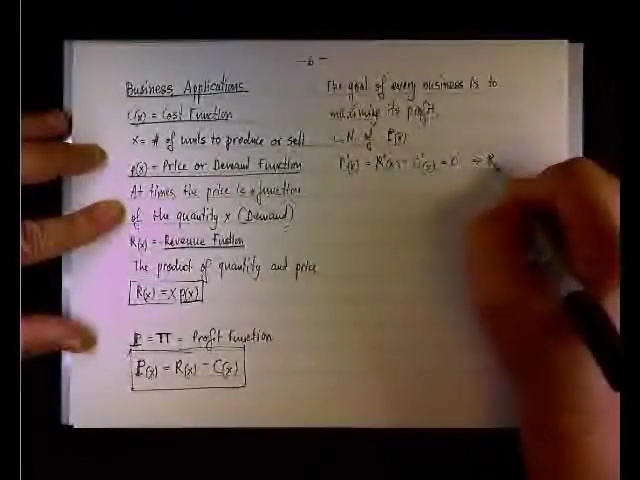 -6-
Business Applications
C(x) = Cost Function
x = # of units to produce or sell
p(x) = Price or Demand Function
At times the price is a function
of the quantity x (Demand)
R(x) = Revenue Fuction
The product of quantity and price
R(x) = x p(x)
P = π = Profit Function
P(x) = R(x) - C(x)
The goal of every business is to
maximize its profit.
C.N. of P(x)
P'(x) = R'(x) - C'(x) = 0 ⇒ R